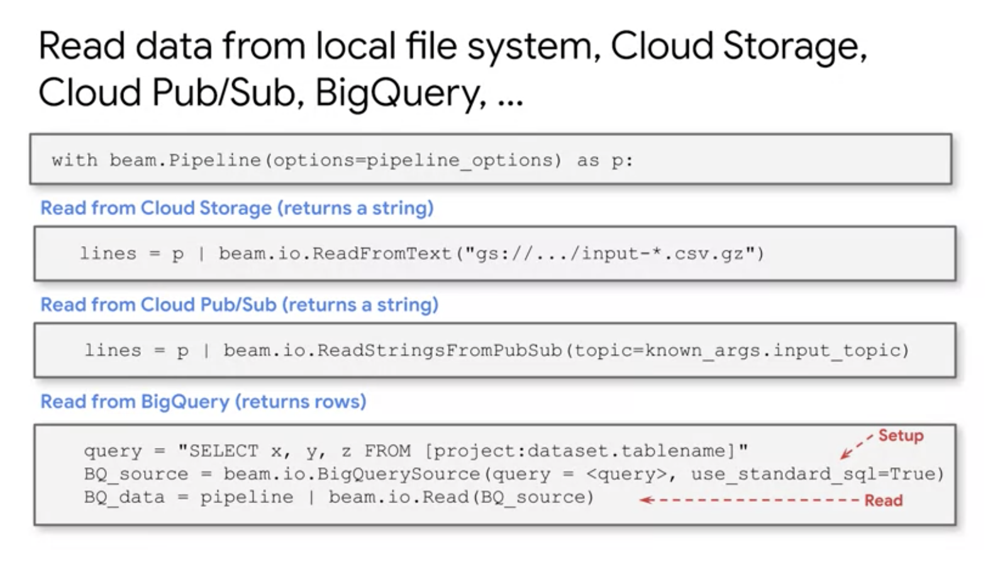 Read data from local file system, Cloud Storage,
Cloud Pub/Sub, BigQuery, ...
with beam.Pipeline(options=pipeline_options) as p:
Read from Cloud Storage (returns a string)
lines = p | beam.io.ReadFromText("gs://.../input-*.csv.gz")
Read from Cloud Pub/Sub (returns a string)
lines = p | beam.io.ReadStringsFromPubSub(topic=known_args.input_topic)
Read from BigQuery (returns rows)
Setup
query = "SELECT x, y, z FROM [project:dataset.tablename]"
BQ_source = beam.io.BigQuerySource(query = <query>, use_standard_sql=True)
BQ_data = pipeline | beam.io.Read(BQ_source)
Read